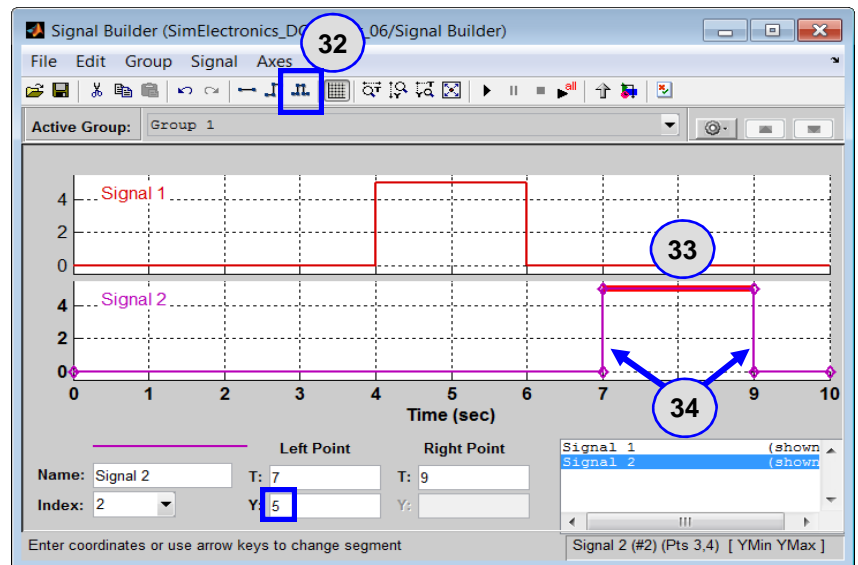 Signal Builder (SimElectronics_DC 06/Signal Builder)
32
File Edit Group Signal Axes
all
Active Group: Group 1
4 Signal 1
2
33
0
4 Signal 2
2
0
0 1 2 3 4 5 6 7 9 10
34
Time (sec)
Left Point Right Point
Signal 1 (shown
Signal 2 (shown
Name: Signal 2 T: 7 T: 9
Index: 2 Y: 5 Y:
Enter coordinates or use arrow keys to change segment Signal 2 (#2) (Pts 3,4) [ YMin YMax ]